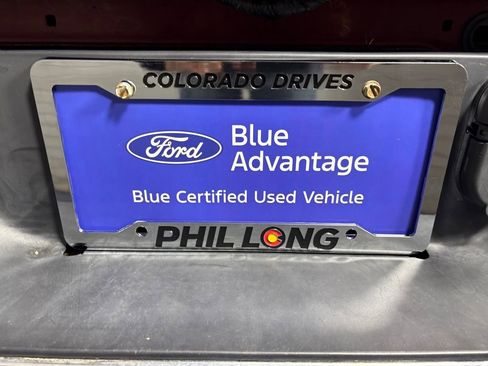 COLORADO DRIVES
Ford
Blue
Advantage
Blue Certified Used Vehicle
PHIL LONG